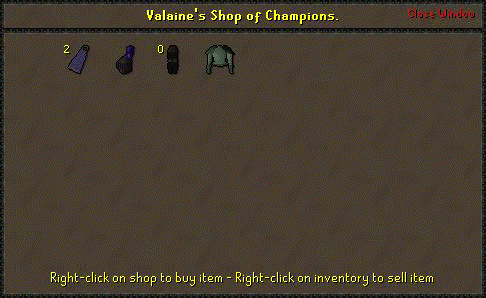 Valaine's Shop of Champions.
Close Window
2
0
Right-click on shop to buy item - Right-click on inventory to sell item